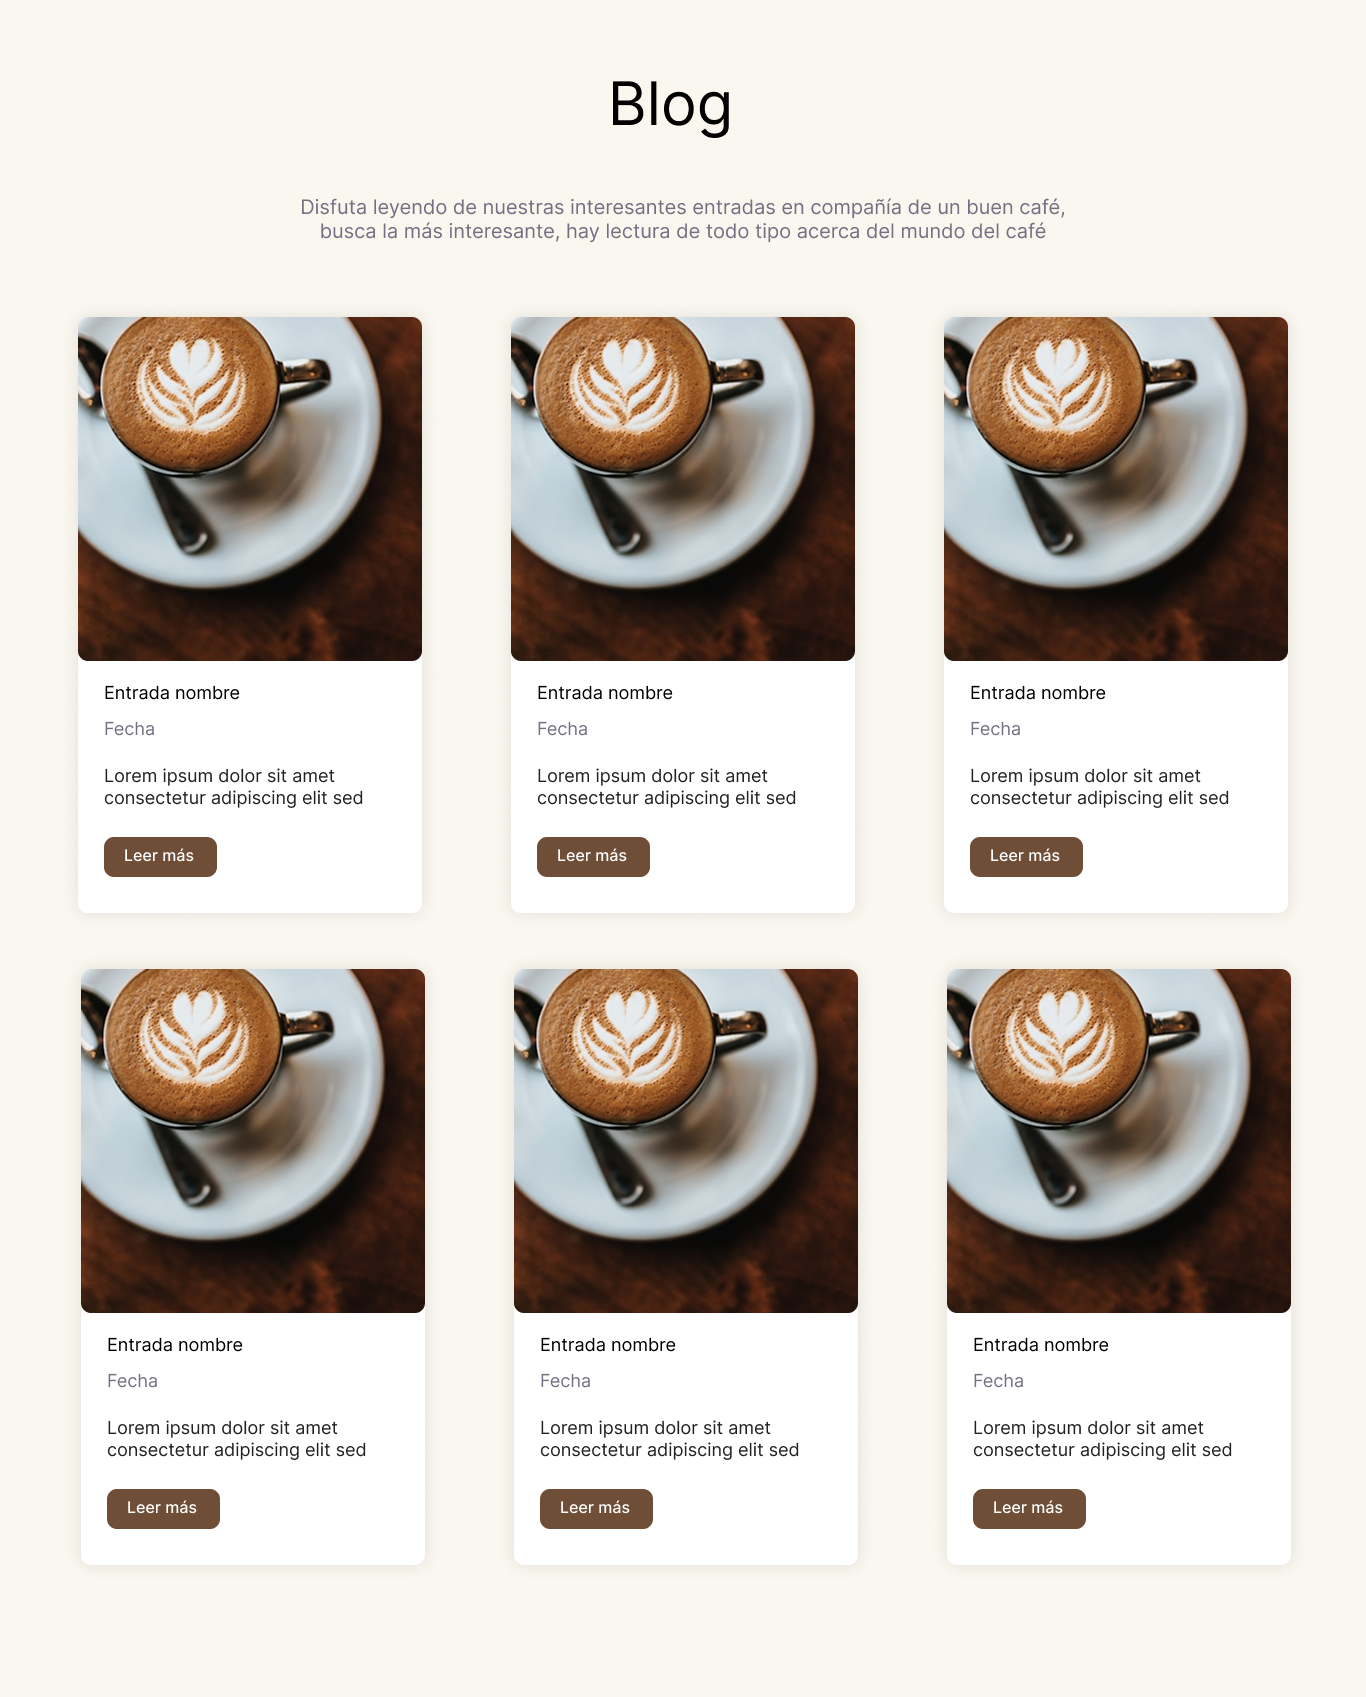 Blog
Disfuta leyendo de nuestras interesantes entradas en compañía de un buen café,
busca la más interesante, hay lectura de todo tipo acerca del mundo del café
Entrada nombre
Fecha
Lorem ipsum dolor sit amet
consectetur adipiscing elit sed
Leer más
Entrada nombre
Fecha
Lorem ipsum dolor sit amet
consectetur adipiscing elit sed
Leer más
Entrada nombre
Fecha
Lorem ipsum dolor sit amet
consectetur adipiscing elit sed
Leer más
Entrada nombre
Fecha
Lorem ipsum dolor sit amet
consectetur adipiscing elit sed
Leer más
Entrada nombre
Fecha
Lorem ipsum dolor sit amet
consectetur adipiscing elit sed
Leer más
Entrada nombre
Fecha
Lorem ipsum dolor sit amet
consectetur adipiscing elit sed
Leer más